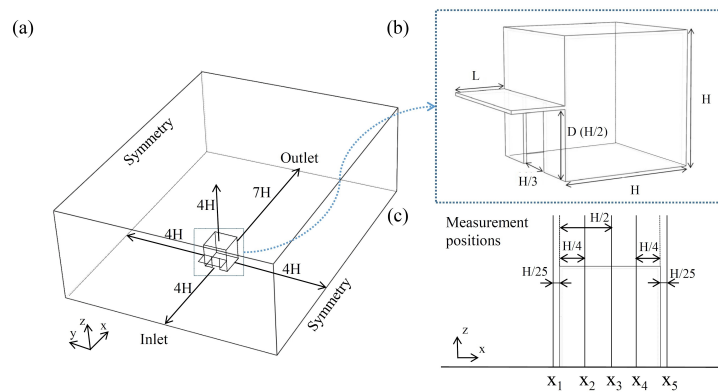 (a)
Symmetry
Outlet
7H
4H
4H
4H
4H
Symmetry
Inlet
z
x
y
(b)
L
D (H/2)
H
H/3
H
(c)
Measurement
positions
H/2
H/4
H/4
H/25
H/25
z
x
x₁
x₂
x₃
x₄
x₅